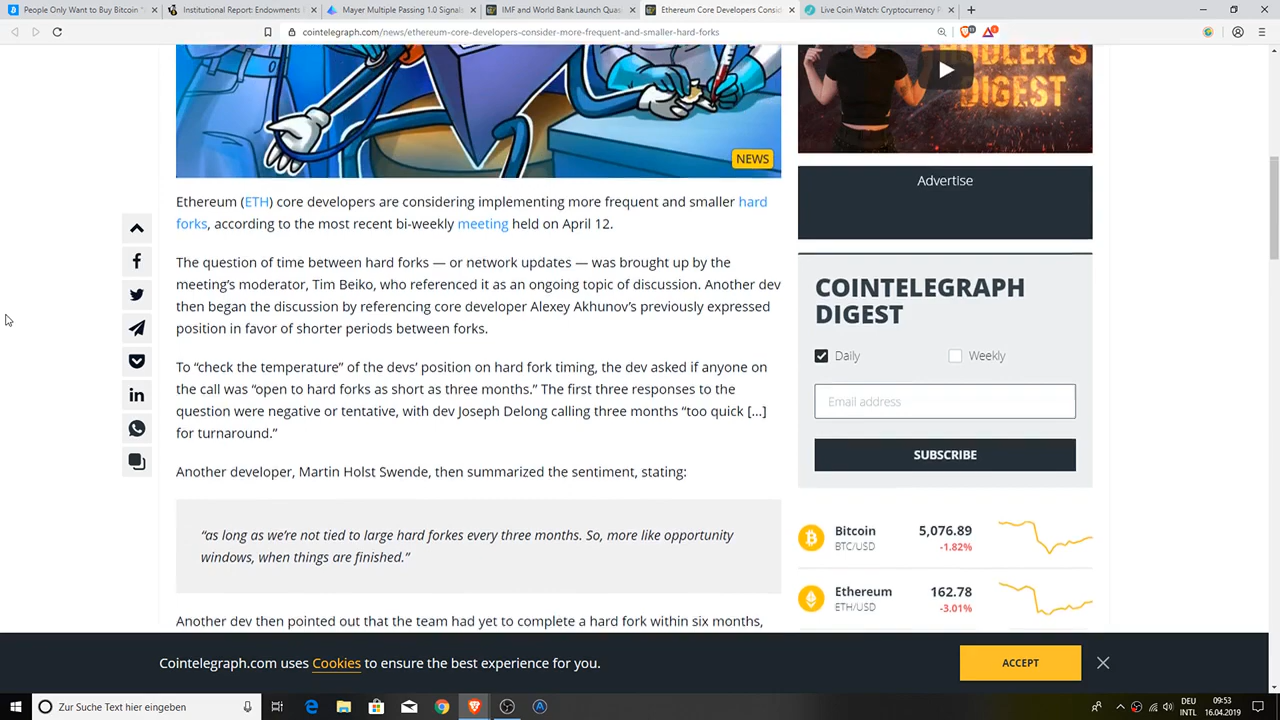 People Only Want to Buy Bitcoin "
Institutional Report: Endowments
Mayer Multiple Passing 1.0 Signals
IMF and World Bank Launch Quas
Ethereum Core Developers Consid
Live Coin Watch: Cryptocurrency P
cointelegraph.com/news/ethereum-core-developers-consider-more-frequent-and-smaller-hard-forks
HODLER'S
DIGEST
NEWS
Advertise
Ethereum (ETH) core developers are considering implementing more frequent and smaller hard
forks, according to the most recent bi-weekly meeting held on April 12.
The question of time between hard forks — or network updates — was brought up by the
meeting's moderator, Tim Beiko, who referenced it as an ongoing topic of discussion. Another dev
then began the discussion by referencing core developer Alexey Akhunov's previously expressed
position in favor of shorter periods between forks.
To “check the temperature” of the devs' position on hard fork timing, the dev asked if anyone on
the call was “open to hard forks as short as three months.” The first three responses to the
question were negative or tentative, with dev Joseph Delong calling three months “too quick [...]
for turnaround.”
Another developer, Martin Holst Swende, then summarized the sentiment, stating:
“as long as we're not tied to large hard forkes every three months. So, more like opportunity
windows, when things are finished.”
Another dev then pointed out that the team had yet to complete a hard fork within six months,
COINTELEGRAPH
DIGEST
Daily
Weekly
Email address
SUBSCRIBE
Bitcoin
5,076.89
BTC/USD
-1.82%
Ethereum
162.78
ETH/USD
-3.01%
Cointelegraph.com uses Cookies to ensure the best experience for you.
ACCEPT
Zur Suche Text hier eingeben
DEU
INTL
09:53
16.04.2019